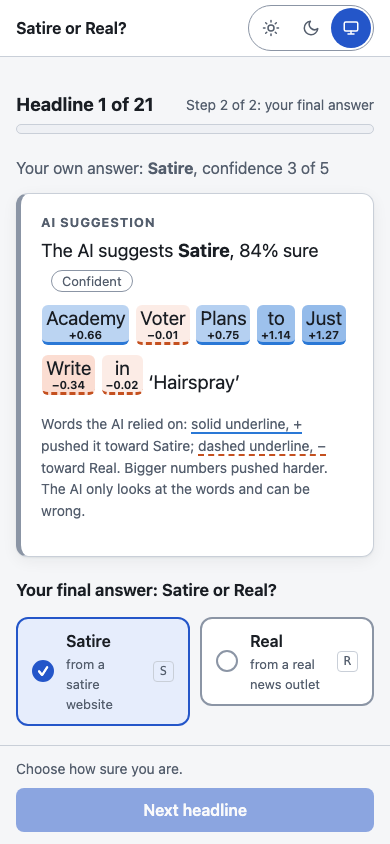 Satire or Real?
Headline 1 of 21
Step 2 of 2: your final answer
Your own answer: Satire, confidence 3 of 5
AI SUGGESTION
The AI suggests Satire, 84% sure
Confident
Academy Voter Plans to Just
+0.66 −0.01 +0.75 +1.14 +1.27
Write in ‘Hairspray’
−0.34 −0.02
Words the AI relied on: solid underline, +
pushed it toward Satire; dashed underline, −
toward Real. Bigger numbers pushed harder.
The AI only looks at the words and can be
wrong.
Your final answer: Satire or Real?
Satire
from a
satire
website
S
Real
from a real
news outlet
R
Choose how sure you are.
Next headline